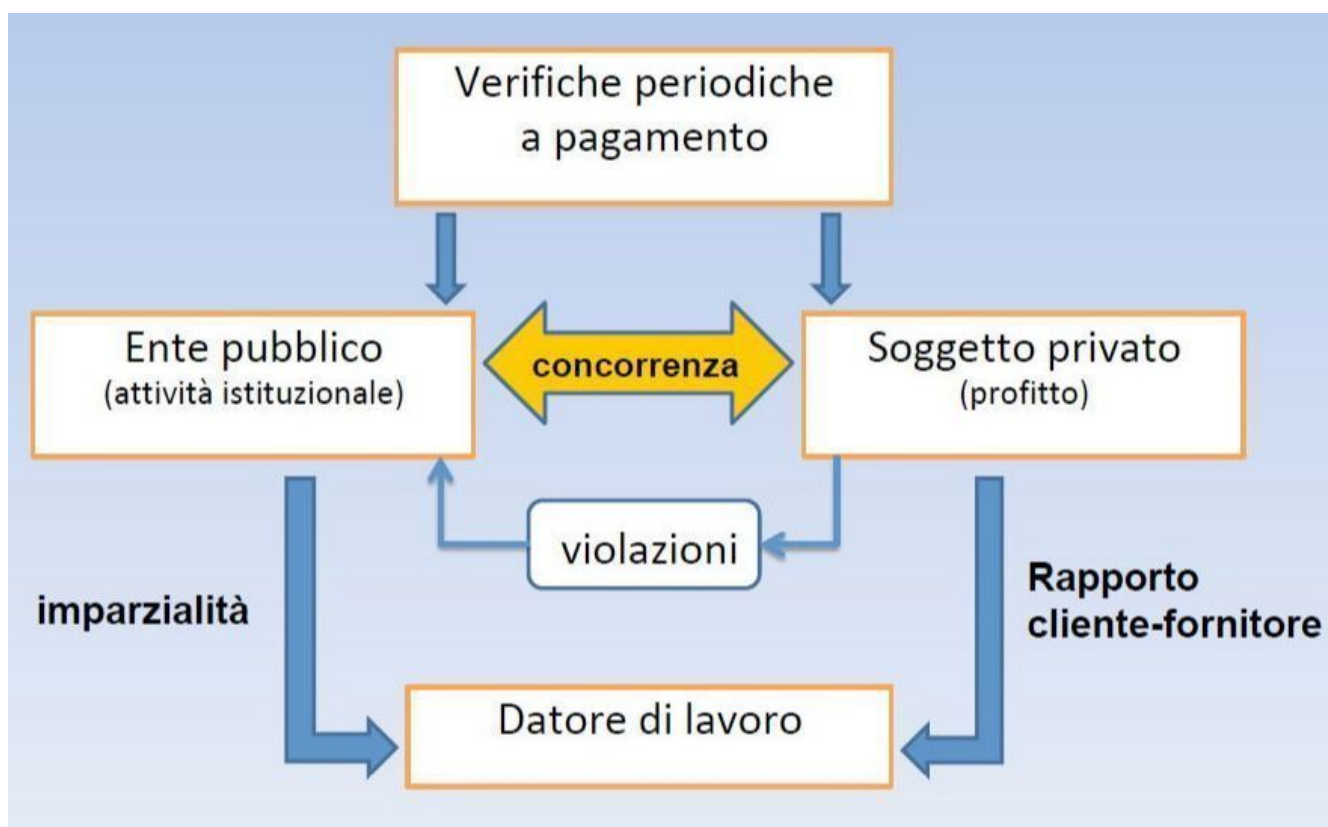 Verifiche periodiche
a pagamento
Ente pubblico
(attività istituzionale)
concorrenza
Soggetto privato
(profitto)
violazioni
imparzialità
Rapporto
cliente-fornitore
Datore di lavoro